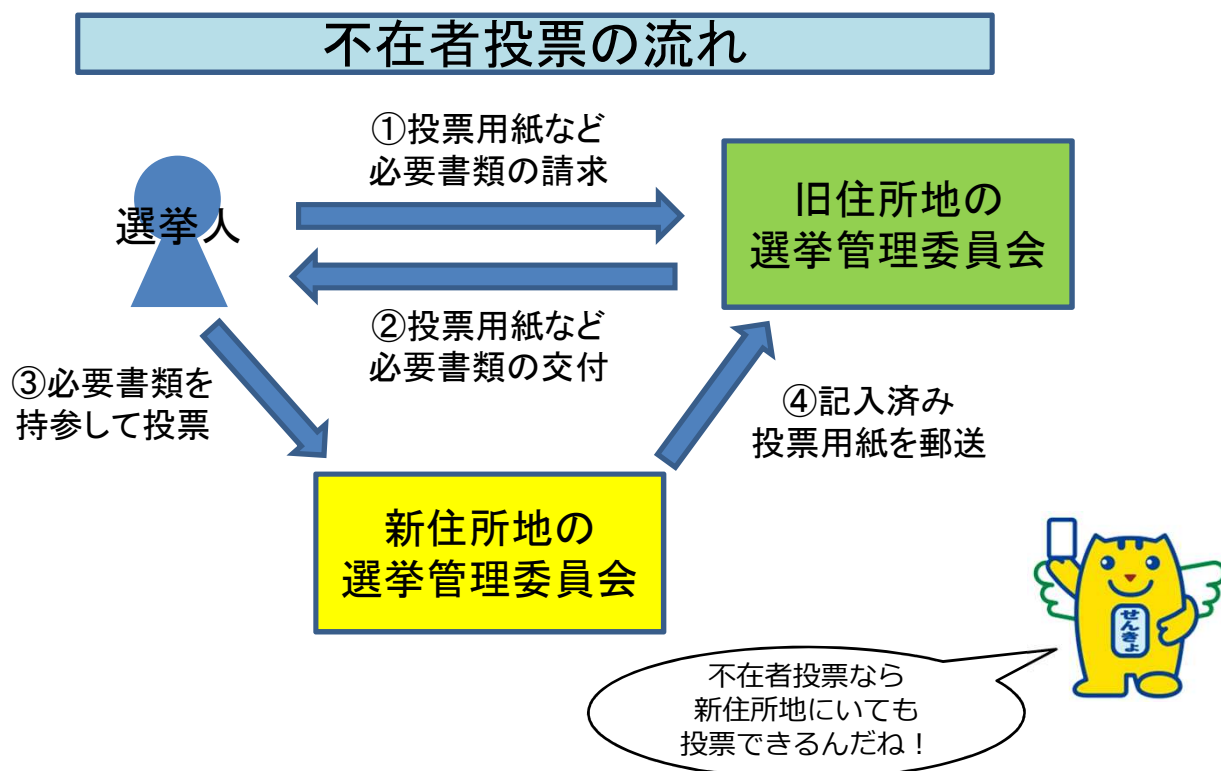 不在者投票の流れ
①投票用紙など
必要書類の請求
選挙人
旧住所地の
選挙管理委員会
②投票用紙など
必要書類の交付
③必要書類を
持参して投票
④記入済み
投票用紙を郵送
新住所地の
選挙管理委員会
せんきょ
不在者投票なら
新住所地にいても
投票できるんだね！